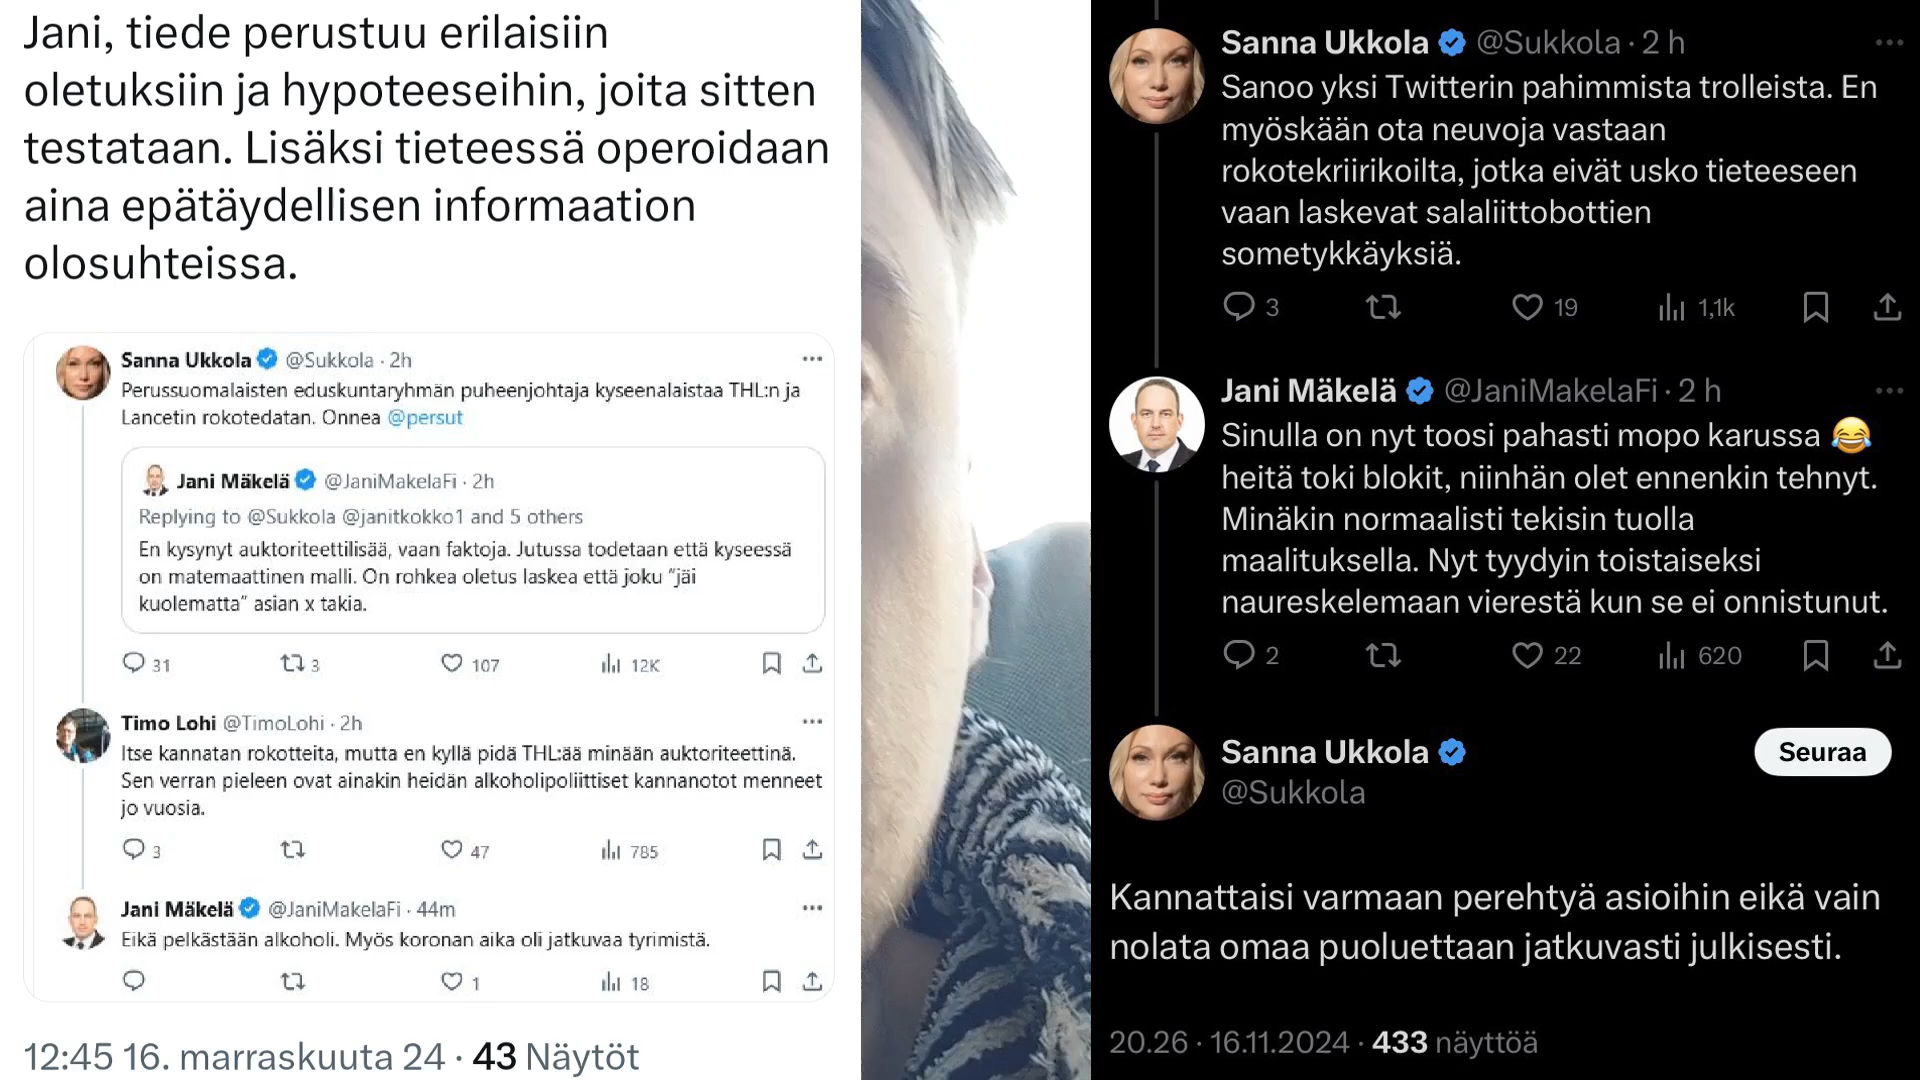 Jani, tiede perustuu erilaisiin
oletuksiin ja hypoteeseihin, joita sitten
testataan. Lisäksi tieteessä operoidaan
aina epätäydellisen informaation
olosuhteissa.
Sanna Ukkola @Sukkola · 2h
Perussuomalaisten eduskuntaryhmän puheenjohtaja kyseenalaistaa THL:n ja
Lancetin rokotedatan. Onnea @persut
Jani Mäkelä @JaniMakelaFi · 2h
Replying to @Sukkola @janitkokko1 and 5 others
En kysynyt auktoriteettilisää, vaan faktoja. Jutussa todetaan että kyseessä
on matemaattinen malli. On rohkea oletus laskea että joku "jäi
kuolematta" asian x takia.
31 3 107 12K
Timo Lohi @TimoLohi · 2h
Itse kannatan rokotteita, mutta en kyllä pidä THL:ää minään auktoriteettinä.
Sen verran pieleen ovat ainakin heidän alkoholipoliittiset kannanotot menneet
jo vuosia.
3 47 785
Jani Mäkelä @JaniMakelaFi · 44m
Eikä pelkästään alkoholi. Myös koronan aika oli jatkuvaa tyrimistä.
1 18
12:45 16. marraskuuta 24 · 43 Näytöt
Sanna Ukkola @Sukkola · 2 h
Sanoo yksi Twitterin pahimmista trolleista. En
myöskään ota neuvoja vastaan
rokotekriirikoilta, jotka eivät usko tieteeseen
vaan laskevat salaliittobottien
sometykkäyksiä.
3 19 1,1k
Jani Mäkelä @JaniMakelaFi · 2 h
Sinulla on nyt toosi pahasti mopo karussa 😂
heitä toki blokit, niinhän olet ennenkin tehnyt.
Minäkin normaalisti tekisin tuolla
maalituksella. Nyt tyydyin toistaiseksi
naureskelemaan vierestä kun se ei onnistunut.
2 22 620
Sanna Ukkola
@Sukkola
Seuraa
Kannattaisi varmaan perehtyä asioihin eikä vain
nolata omaa puoluettaan jatkuvasti julkisesti.
20.26 · 16.11.2024 · 433 näyttöä